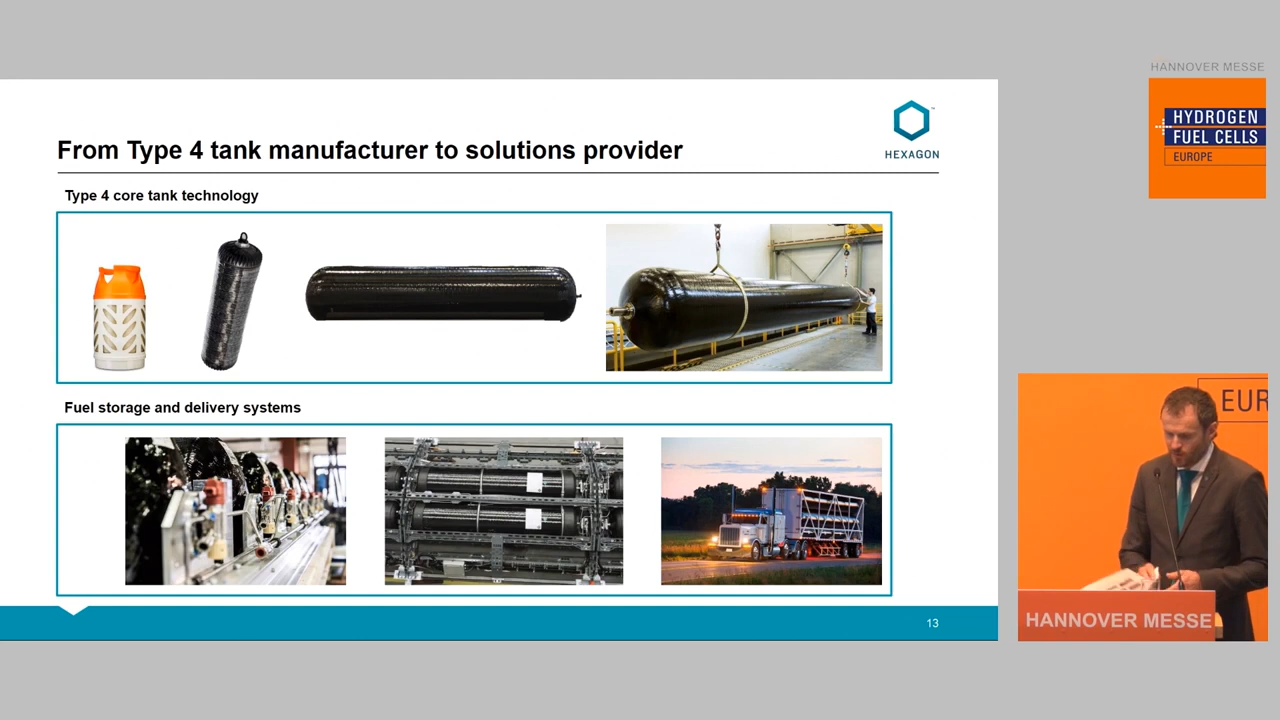 HANNOVER MESSE
HYDROGEN
FUEL CELLS
EUROPE
HEXAGON
From Type 4 tank manufacturer to solutions provider
Type 4 core tank technology
Fuel storage and delivery systems
13
EUR
HANNOVER MESSE